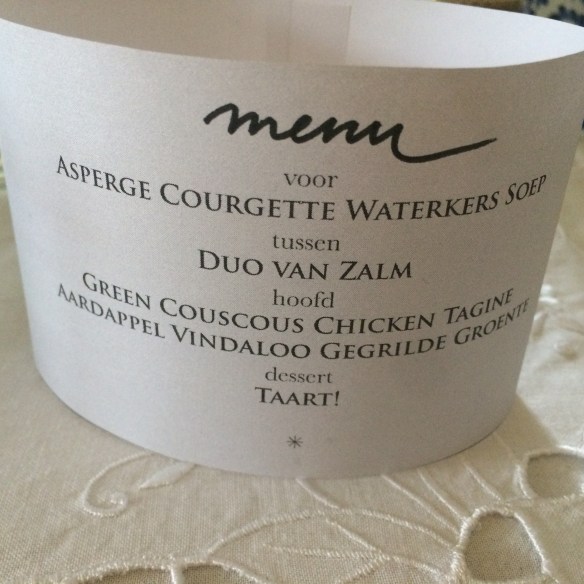 menu
voor
ASPERGE COURGETTE WATERKERS SOEP
tussen
DUO VAN ZALM
hoofd
GREEN COUSCOUS CHICKEN TAGINE
AARDAPPEL VINDALOO GEGRILDE GROENTE
dessert
TAART!
*